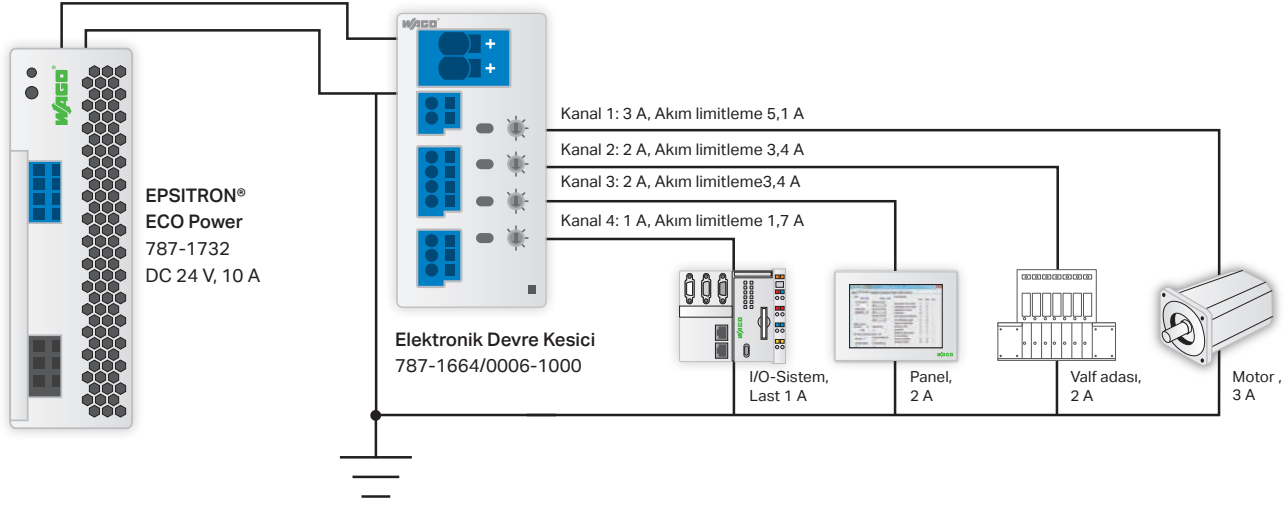 WAGO
WAGO
+
+
Kanal 1: 3 A, Akım limitleme 5,1 A
Kanal 2: 2 A, Akım limitleme 3,4 A
Kanal 3: 2 A, Akım limitleme3,4 A
Kanal 4: 1 A, Akım limitleme 1,7 A
EPSITRON®
ECO Power
787-1732
DC 24 V, 10 A
Elektronik Devre Kesici
787-1664/0006-1000
WAGO
WAGO
I/O-Sistem,
Last 1 A
Panel,
2 A
Valf adası,
2 A
Motor ,
3 A